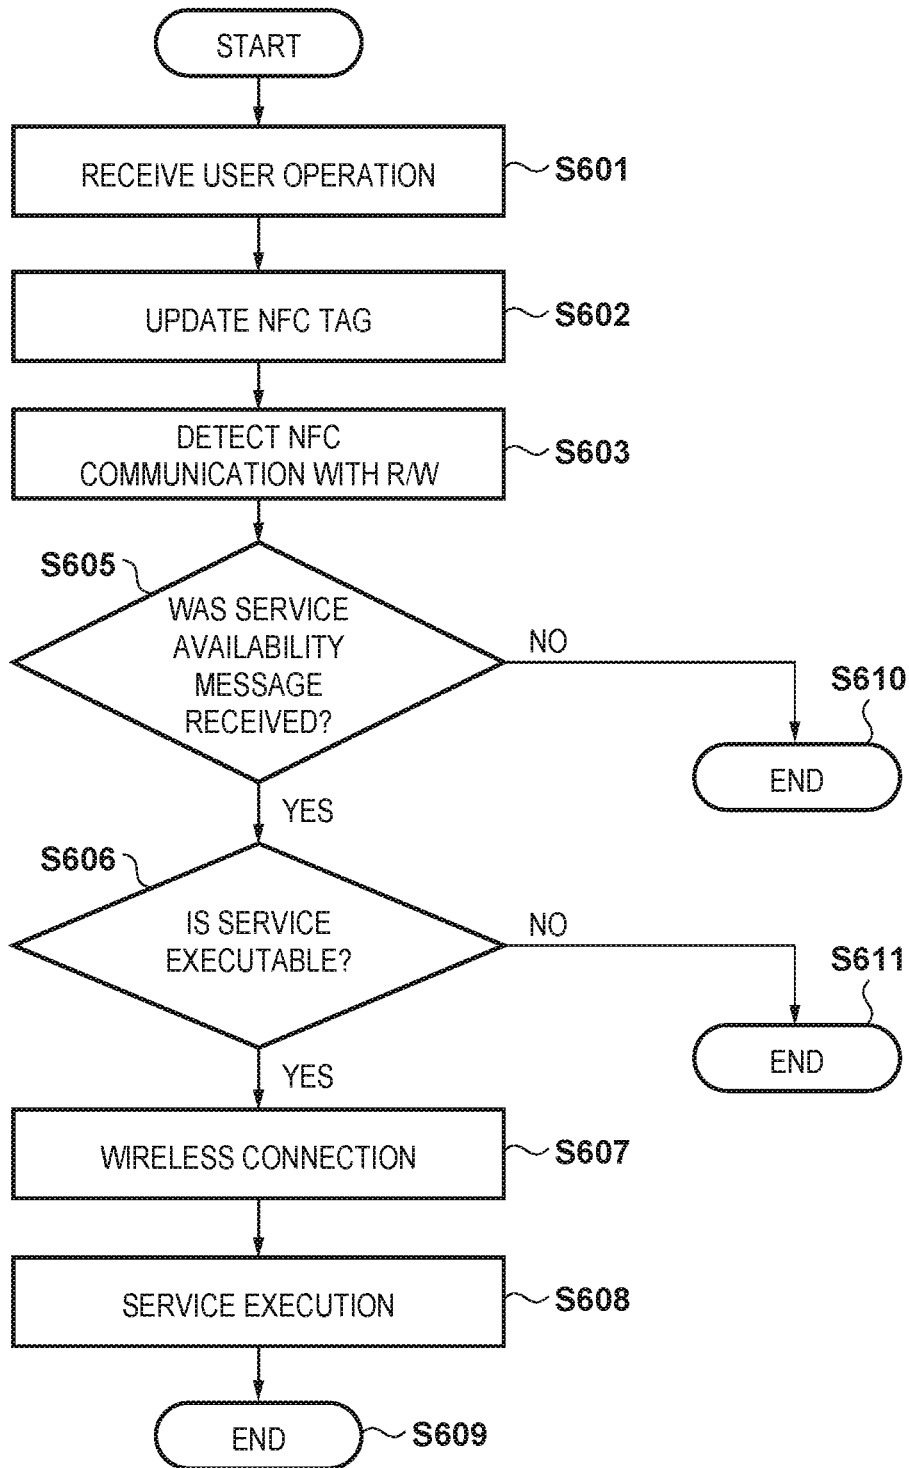 START
RECEIVE USER OPERATION
S601
UPDATE NFC TAG
S602
DETECT NFC
COMMUNICATION WITH R/W
S603
S605
WAS SERVICE
AVAILABILITY
MESSAGE
RECEIVED?
NO
S610
END
YES
S606
IS SERVICE
EXECUTABLE?
NO
S611
END
YES
WIRELESS CONNECTION
S607
SERVICE EXECUTION
S608
END
S609